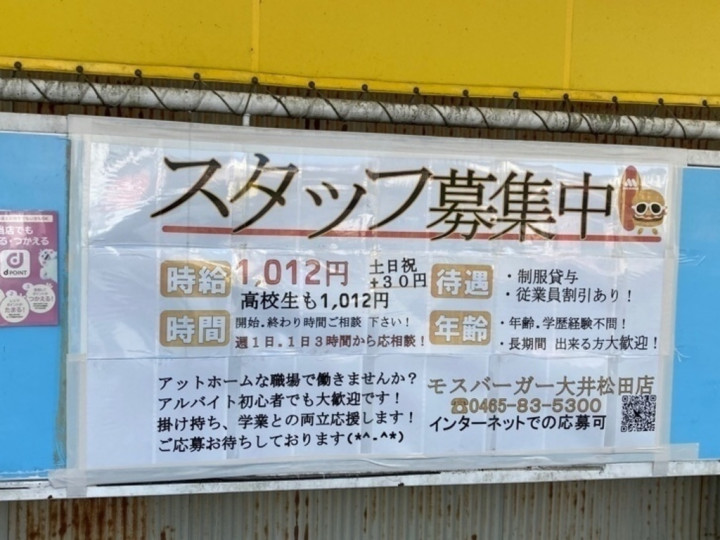 スタッフ募集中
時給 1,012円 土日祝 +30円
高校生も1,012円
時間 開始.終わり時間ご相談 下さい!
週1日.1日3時間から応相談!
待遇 ・制服貸与
・従業員割引あり!
年齢 ・年齢.学歴経験不問!
・長期間 出来る方大歓迎!
アットホームな職場で働きませんか?
アルバイト初心者でも大歓迎です!
掛け持ち、学業との両立応援します!
ご応募お待ちしております(*^-^*)
モスバーガー大井松田店
☎0465-83-5300
インターネットでの応募可
店でも
つかえる
d POINT